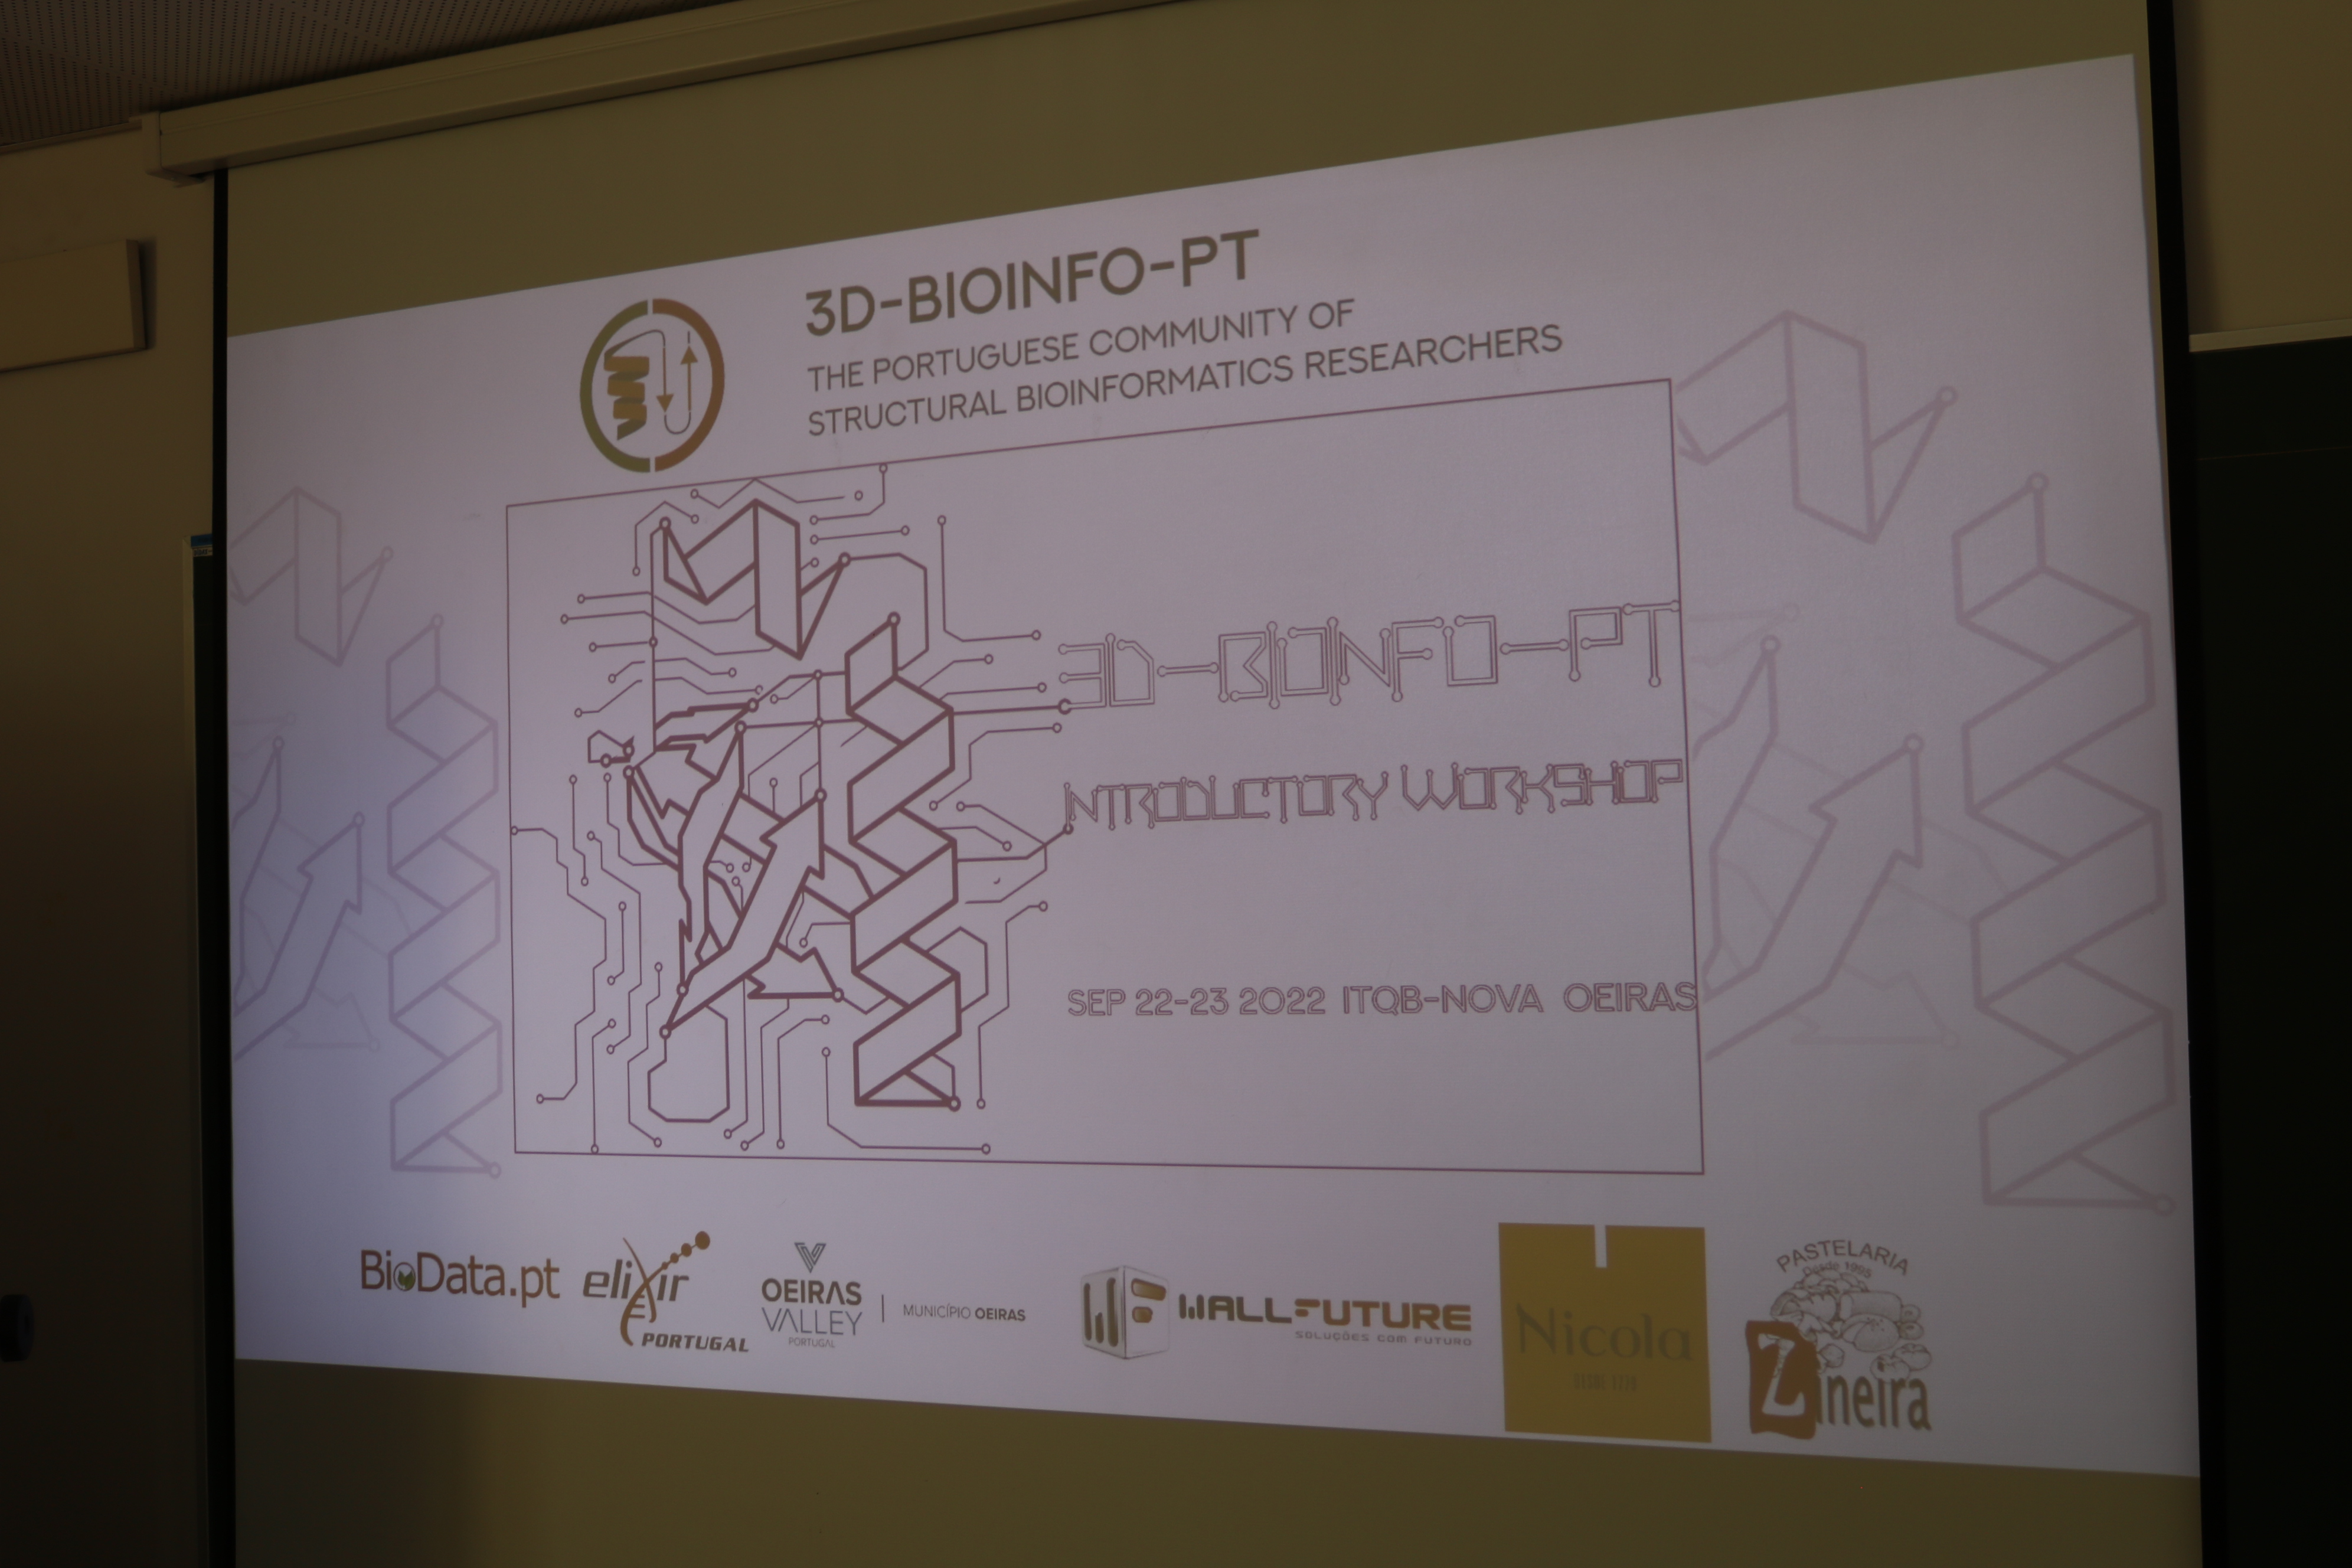 3D-BIOINFO-PT
THE PORTUGUESE COMMUNITY OF
STRUCTURAL BIOINFORMATICS RESEARCHERS
3D-BIOINFO-PT
INTRODUCTORY WORKSHOP
SEP 22-23 2022 ITQB-NOVA OEIRAS
BioData.pt
elixir
PORTUGAL
OEIRAS
VALLEY
PORTUGAL
MUNICÍPIO OEIRAS
WF WALLFUTURE
SOLUÇÕES COM FUTURO
Nicola
PASTELARIA
Desde 1995
Zineira